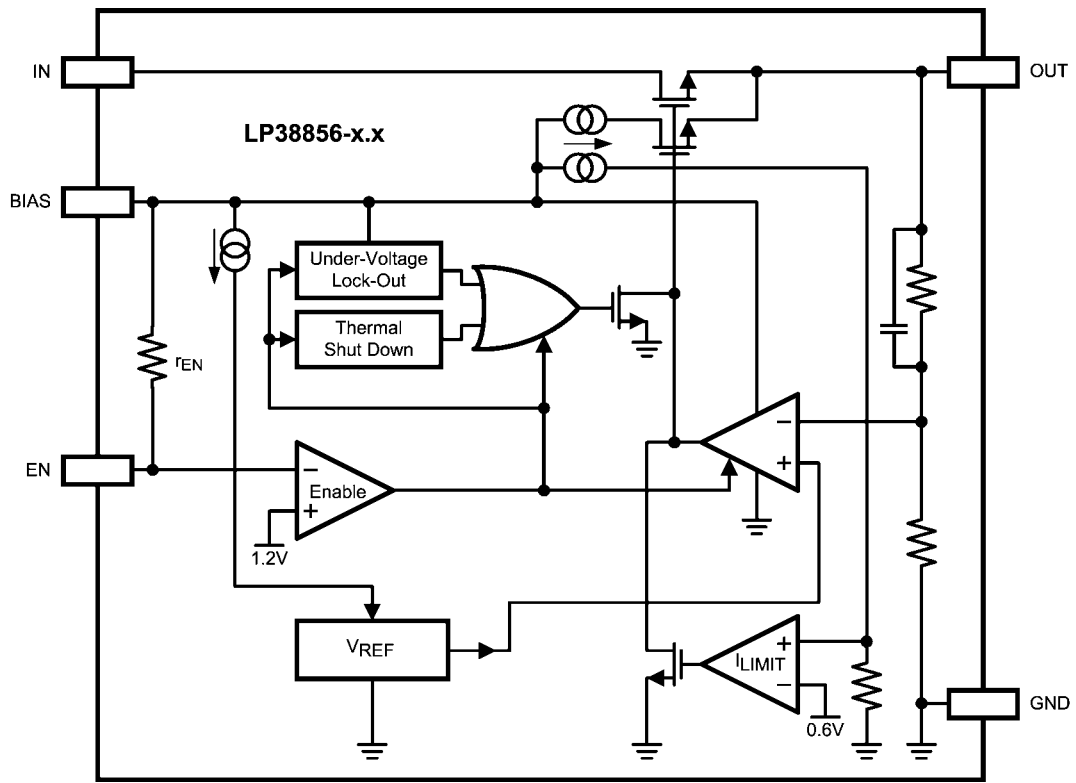 IN
OUT
LP38856-x.x
BIAS
Under-Voltage
Lock-Out
Thermal
Shut Down
rEN
−
+
EN
−
Enable
+
1.2V
VREF
+
ILIMIT
−
0.6V
GND